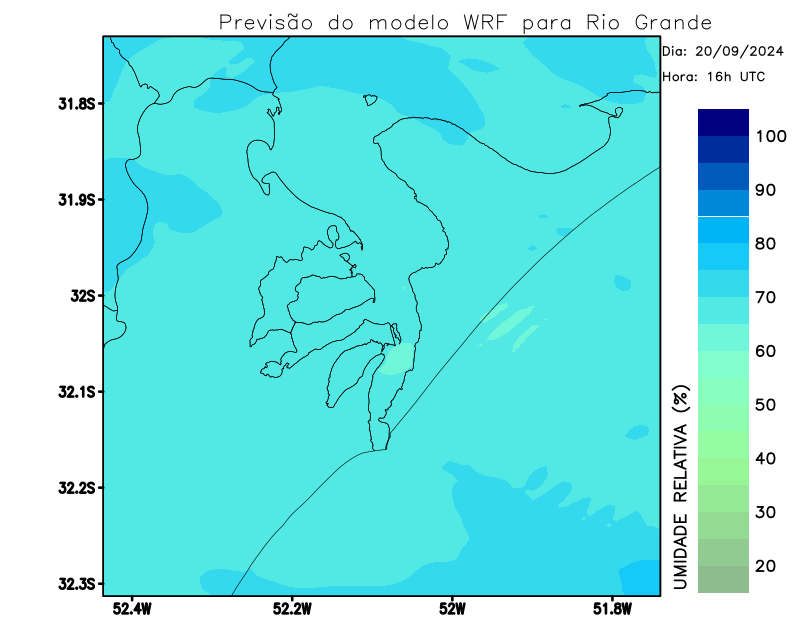 Previsão do modelo WRF para Rio Grande
Dia: 20/09/2024
Hora: 16h UTC
31.8S
31.9S
32S
32.1S
32.2S
32.3S
52.4W
52.2W
52W
51.8W
100
90
80
70
60
50
40
30
20
UMIDADE RELATIVA (%)